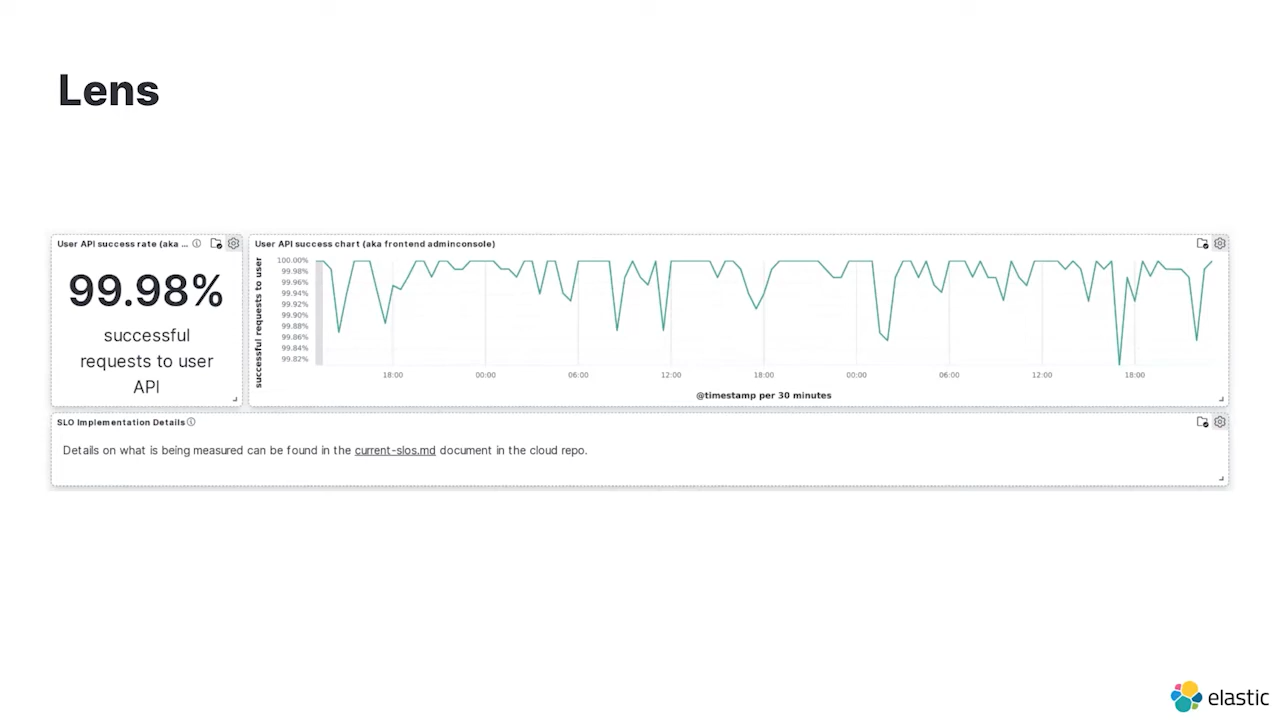 Lens
User API success rate (aka ...
99.98%
successful
requests to user
API
User API success chart (aka frontend adminconsole)
successful requests to user
100.00%
99.98%
99.96%
99.94%
99.92%
99.90%
99.88%
99.86%
99.84%
99.82%
18:00 00:00 06:00 12:00 18:00 00:00 06:00 12:00 18:00
@timestamp per 30 minutes
SLO Implementation Details
Details on what is being measured can be found in the current-slos.md document in the cloud repo.
elastic